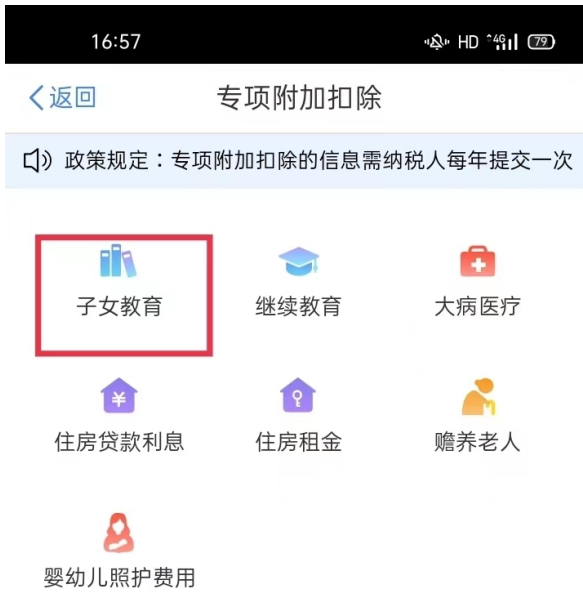 16:57 HD 4G 79
返回 专项附加扣除
政策规定：专项附加扣除的信息需纳税人每年提交一次
子女教育 继续教育 大病医疗
¥
住房贷款利息 住房租金 赡养老人
婴幼儿照护费用